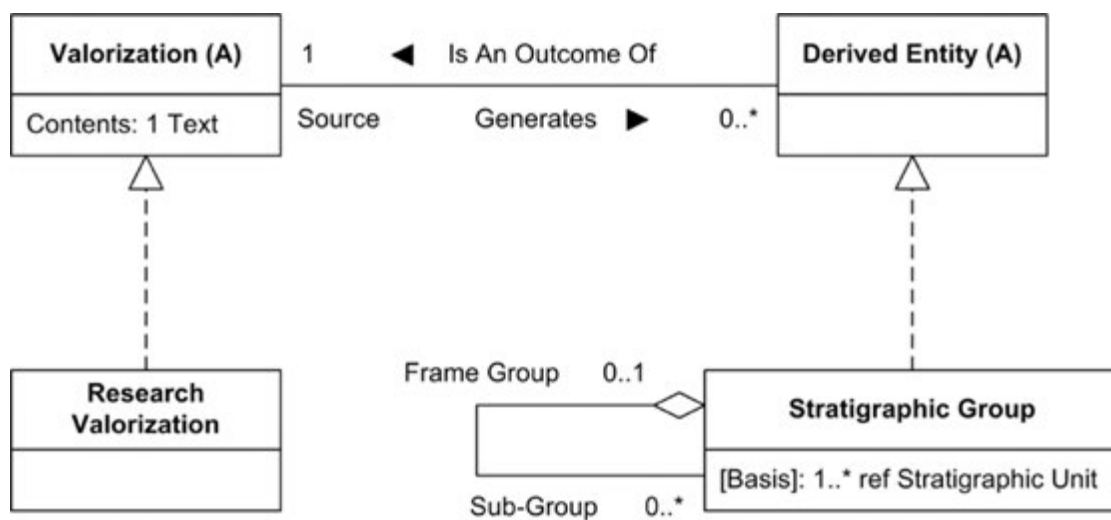 Valorization (A)
Contents: 1 Text
1 ◄ Is An Outcome Of
Source Generates ► 0..*
Derived Entity (A)
Research
Valorization
Frame Group 0..1
Sub-Group 0..*
Stratigraphic Group
[Basis]: 1..* ref Stratigraphic Unit